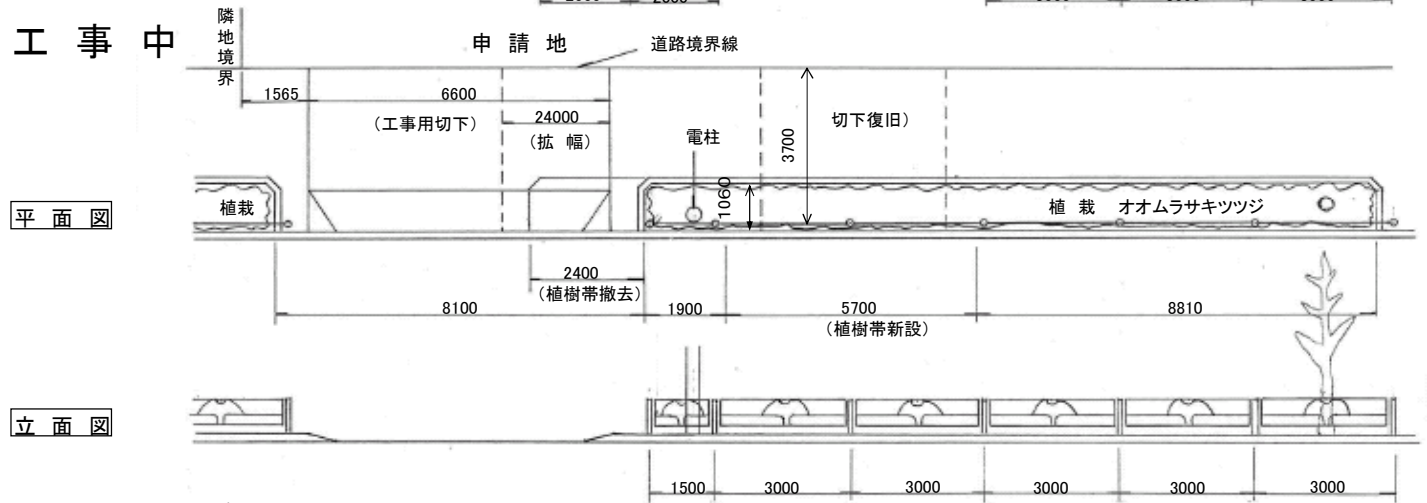 工事中
隣地境界
申請地
道路境界線
1565
6600
(工事用切下)
24000
(拡幅)
電柱
3700
切下復旧)
平面図
植栽
1060
植栽 オオムラサキツツジ
2400
(植樹帯撤去)
8100
1900
5700
(植樹帯新設)
8810
立面図
1500
3000
3000
3000
3000
3000